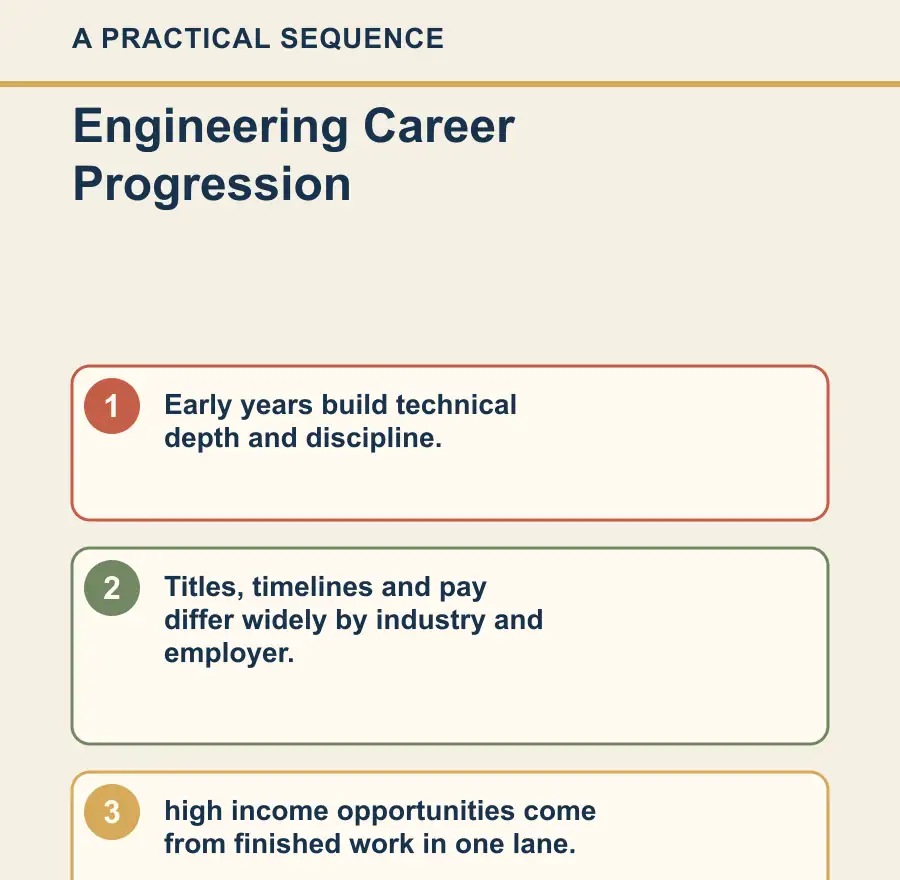 A PRACTICAL SEQUENCE
Engineering Career
Progression
1
Early years build technical
depth and discipline.
2
Titles, timelines and pay
differ widely by industry and
employer.
3
high income opportunities come
from finished work in one lane.